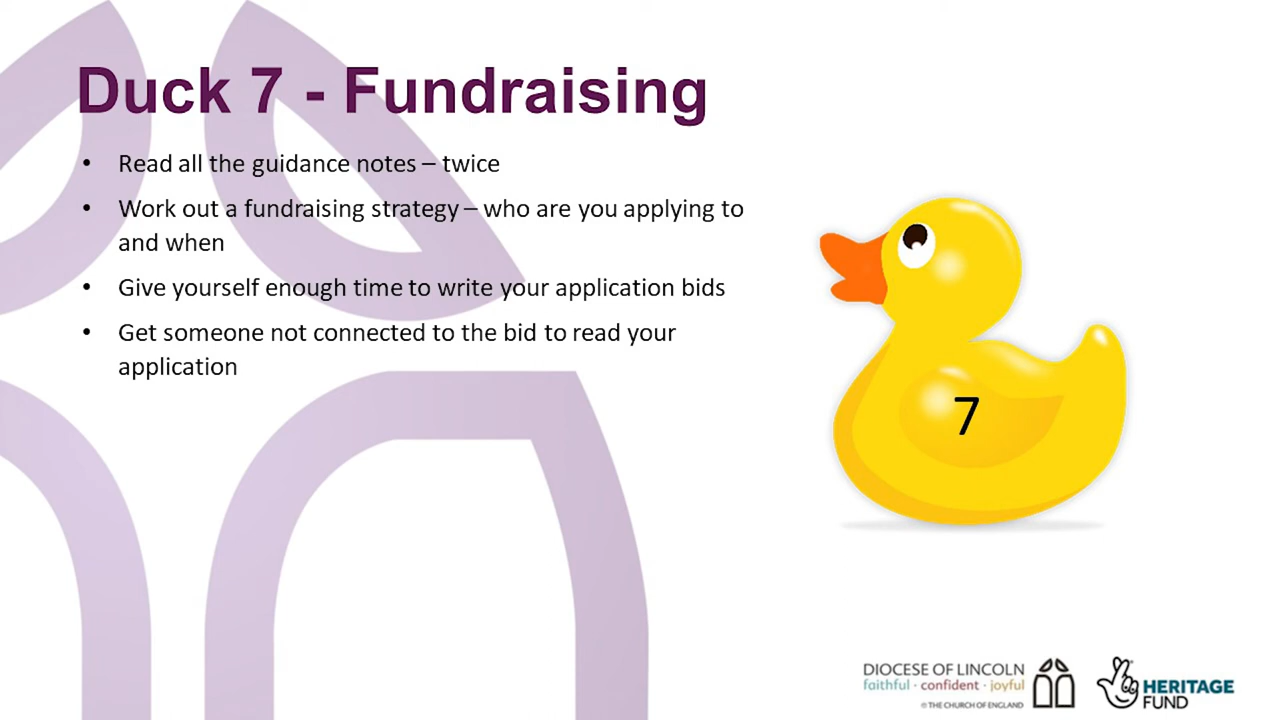 Duck 7 - Fundraising
• Read all the guidance notes – twice
• Work out a fundraising strategy – who are you applying to
and when
• Give yourself enough time to write your application bids
• Get someone not connected to the bid to read your
application
7
DIOCESE OF LINCOLN
faithful · confident · joyful
© THE CHURCH OF ENGLAND
HERITAGE
FUND